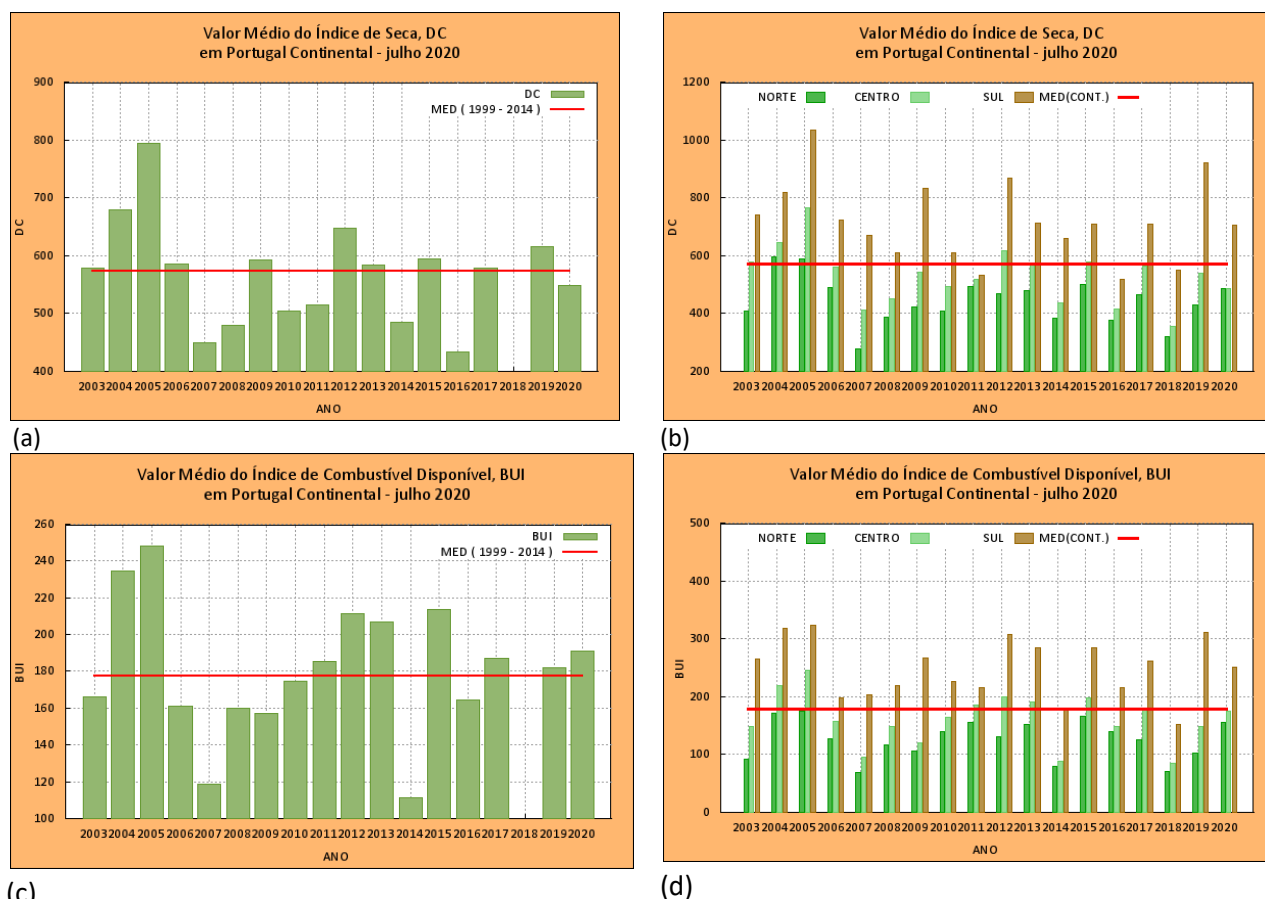 Valor Médio do Índice de Seca, DC
em Portugal Continental - julho 2020
900
800
700
600
500
400
DC
DC
MED ( 1999 - 2014 )
2003 2004 2005 2006 2007 2008 2009 2010 2011 2012 2013 2014 2015 2016 2017 2018 2019 2020
ANO
(a)
Valor Médio do Índice de Seca, DC
em Portugal Continental - julho 2020
1200
1000
800
600
400
200
DC
NORTE CENTRO SUL MED(CONT.)
2003 2004 2005 2006 2007 2008 2009 2010 2011 2012 2013 2014 2015 2016 2017 2018 2019 2020
ANO
(b)
Valor Médio do Índice de Combustível Disponível, BUI
em Portugal Continental - julho 2020
260
240
220
200
180
160
140
120
100
BUI
BUI
MED ( 1999 - 2014 )
2003 2004 2005 2006 2007 2008 2009 2010 2011 2012 2013 2014 2015 2016 2017 2018 2019 2020
ANO
(c)
Valor Médio do Índice de Combustível Disponível, BUI
em Portugal Continental - julho 2020
500
400
300
200
100
0
BUI
NORTE CENTRO SUL MED(CONT.)
2003 2004 2005 2006 2007 2008 2009 2010 2011 2012 2013 2014 2015 2016 2017 2018 2019 2020
ANO
(d)